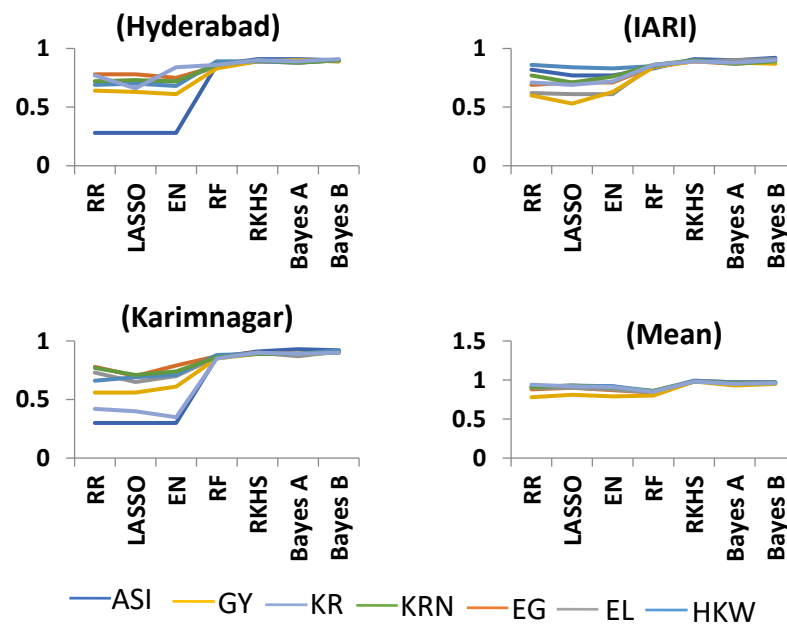 (Hyderabad)
1
0.5
0
RR
LASSO
EN
RF
RKHS
Bayes A
Bayes B
(IARI)
1
0.5
0
RR
LASSO
EN
RF
RKHS
Bayes A
Bayes B
(Karimnagar)
1
0.5
0
RR
LASSO
EN
RF
RKHS
Bayes A
Bayes B
(Mean)
1.5
1
0.5
0
RR
LASSO
EN
RF
RKHS
Bayes A
Bayes B
ASI GY KR KRN EG EL HKW